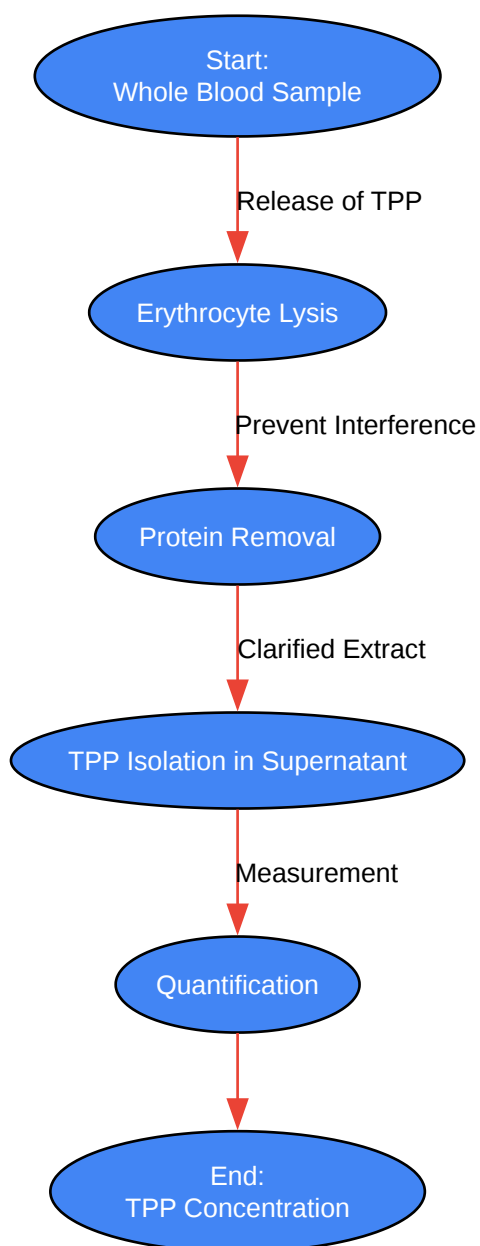 Start:
Whole Blood Sample
Release of TPP
Erythrocyte Lysis
Prevent Interference
Protein Removal
Clarified Extract
TPP Isolation in Supernatant
Measurement
Quantification
End:
TPP Concentration